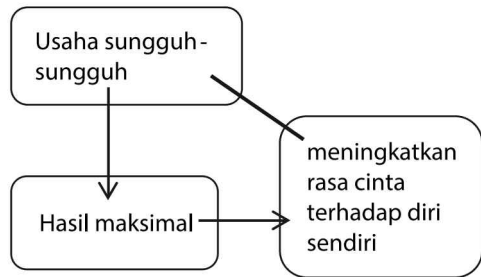 Usaha sungguh-
sungguh
meningkatkan
rasa cinta
terhadap diri
sendiri
Hasil maksimal